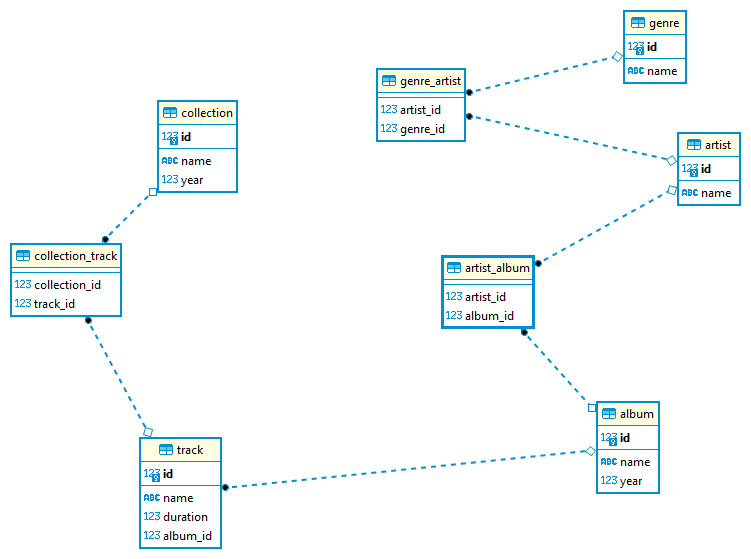 genre
123 id
ABC name
genre_artist
123 artist_id
123 genre_id
collection
123 id
ABC name
123 year
artist
123 id
ABC name
collection_track
123 collection_id
123 track_id
artist_album
123 artist_id
123 album_id
album
123 id
ABC name
123 year
track
123 id
ABC name
123 duration
123 album_id